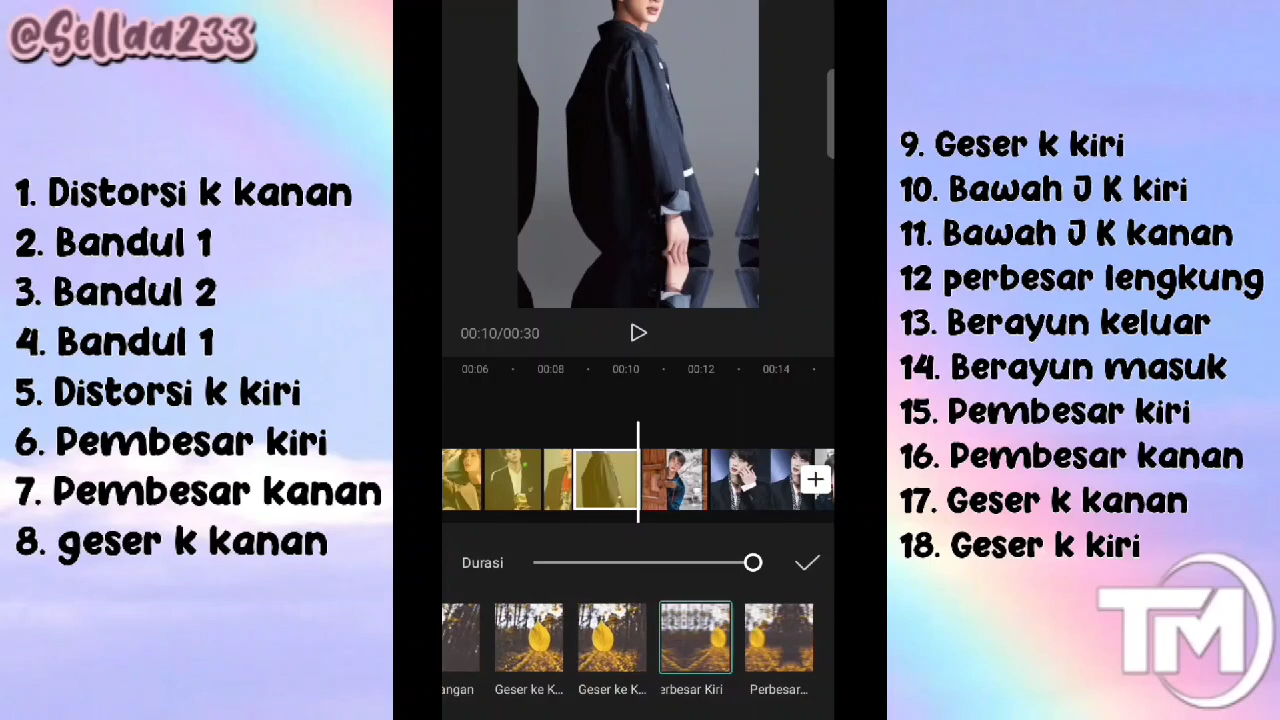 @Sellaa233
1. Distorsi k kanan
2. Bandul 1
3. Bandul 2
4. Bandul 1
5. Distorsi k kiri
6. Pembesar kiri
7. Pembesar kanan
8. geser k kanan
00:10/00:30
00:06
00:08
00:10
00:12
00:14
+
Durasi
angan
Geser ke K...
Geser ke K...
erbesar Kiri
Perbesar...
9. Geser k kiri
10. Bawah J K kiri
11. Bawah J K kanan
12 perbesar lengkung
13. Berayun keluar
14. Berayun masuk
15. Pembesar kiri
16. Pembesar kanan
17. Geser k kanan
18. Geser k kiri
TM